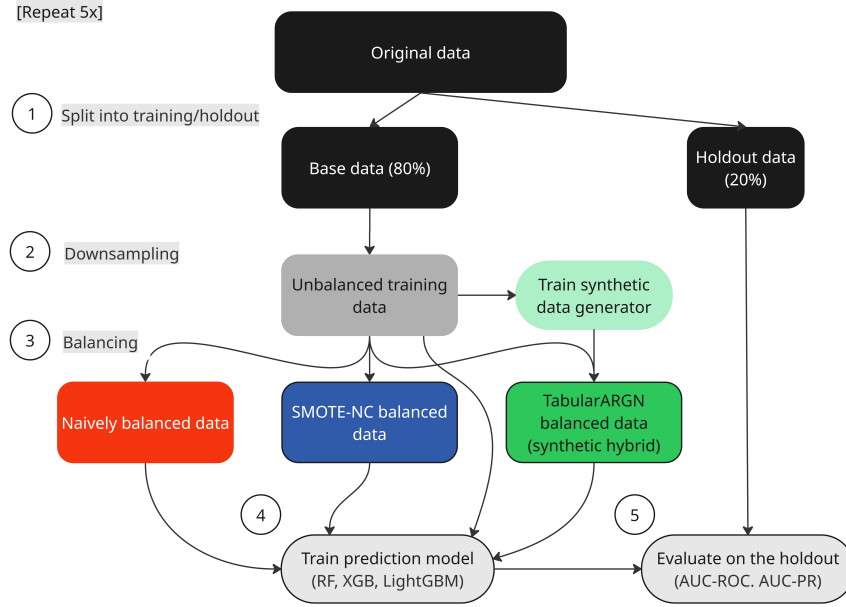 [Repeat 5x]
Original data
1
Split into training/holdout
Base data (80%)
Holdout data
(20%)
2
Downsampling
Unbalanced training
data
Train synthetic
data generator
3
Balancing
Naively balanced data
SMOTE-NC balanced
data
TabularARGN
balanced data
(synthetic hybrid)
4
5
Train prediction model
(RF, XGB, LightGBM)
Evaluate on the holdout
(AUC-ROC. AUC-PR)